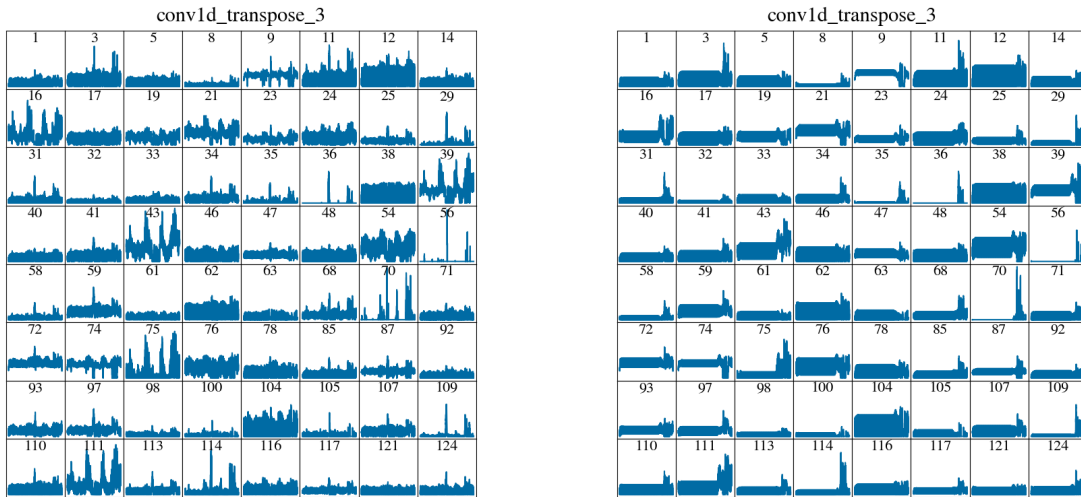 conv1d_transpose_3
1 3 5 8 9 11 12 14
16 17 19 21 23 24 25 29
31 32 33 34 35 36 38 39
40 41 43 46 47 48 54 56
58 59 61 62 63 68 70 71
72 74 75 76 78 85 87 92
93 97 98 100 104 105 107 109
110 111 113 114 116 117 121 124
conv1d_transpose_3
1 3 5 8 9 11 12 14
16 17 19 21 23 24 25 29
31 32 33 34 35 36 38 39
40 41 43 46 47 48 54 56
58 59 61 62 63 68 70 71
72 74 75 76 78 85 87 92
93 97 98 100 104 105 107 109
110 111 113 114 116 117 121 124